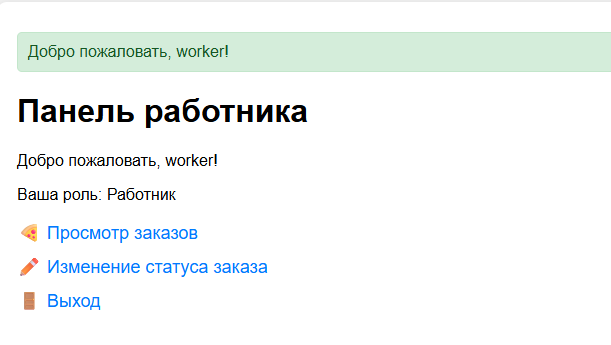 Добро пожаловать, worker!
Панель работника
Добро пожаловать, worker!
Ваша роль: Работник
Просмотр заказов
Изменение статуса заказа
Выход